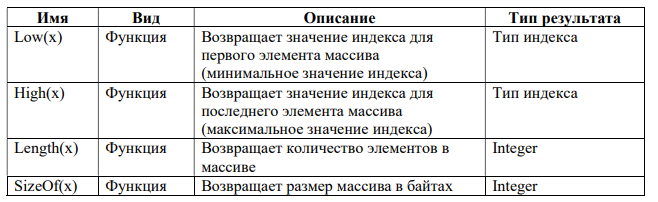 Имя Вид Описание Тип результата
Low(x) Функция Возвращает значение индекса для Тип индекса
первого элемента массива
(минимальное значение индекса)
High(x) Функция Возвращает значение индекса для Тип индекса
последнего элемента массива
(максимальное значение индекса)
Length(x) Функция Возвращает количество элементов в Integer
массиве
SizeOf(x) Функция Возвращает размер массива в байтах Integer